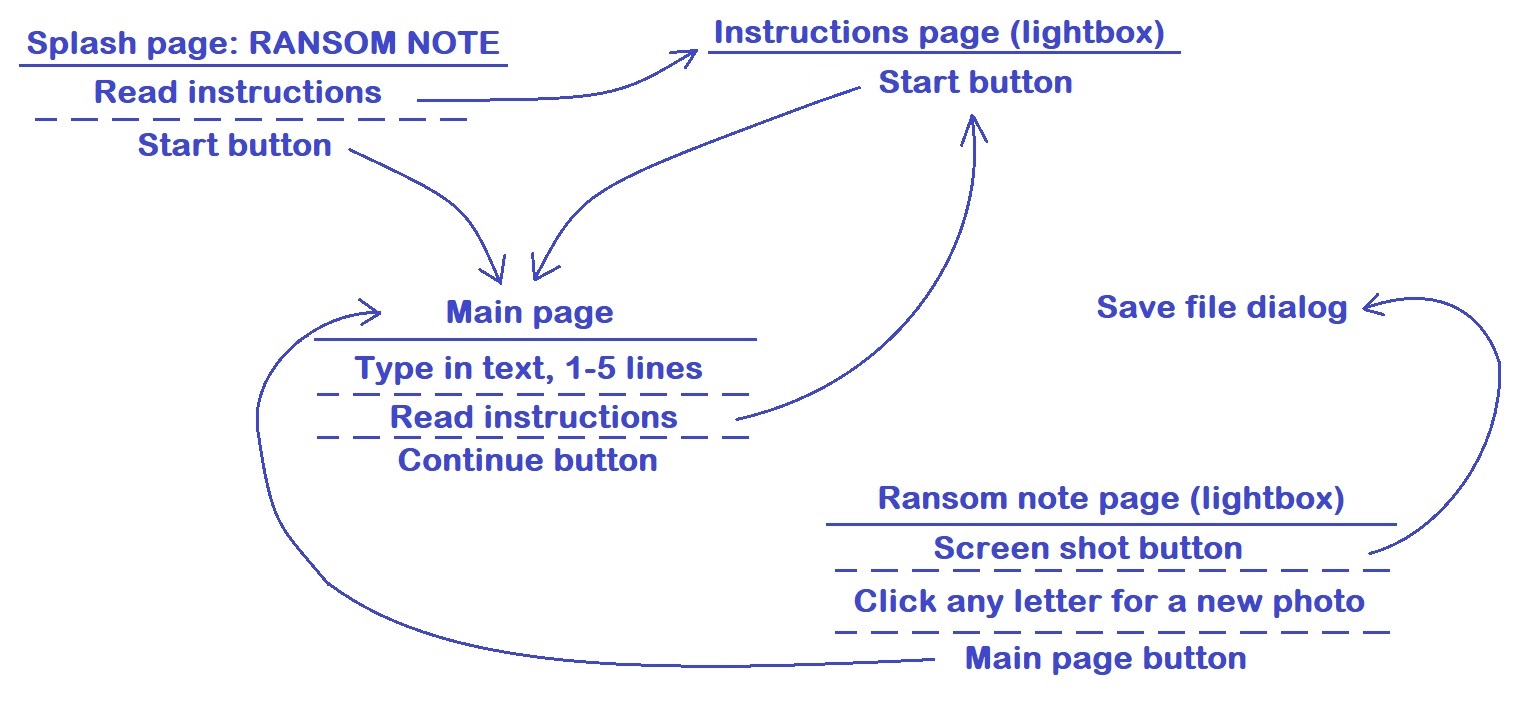 Splash page: RANSOM NOTE
Read instructions
Start button
Instructions page (lightbox)
Start button
Main page
Type in text, 1-5 lines
Read instructions
Continue button
Save file dialog
Ransom note page (lightbox)
Screen shot button
Click any letter for a new photo
Main page button